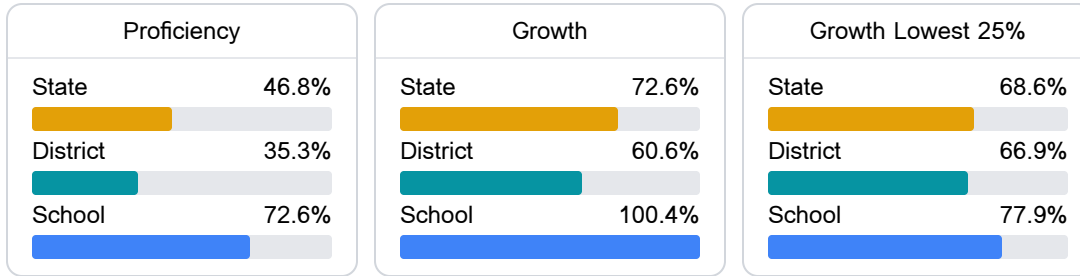 Proficiency
State 46.8%
District 35.3%
School 72.6%
Growth
State 72.6%
District 60.6%
School 100.4%
Growth Lowest 25%
State 68.6%
District 66.9%
School 77.9%